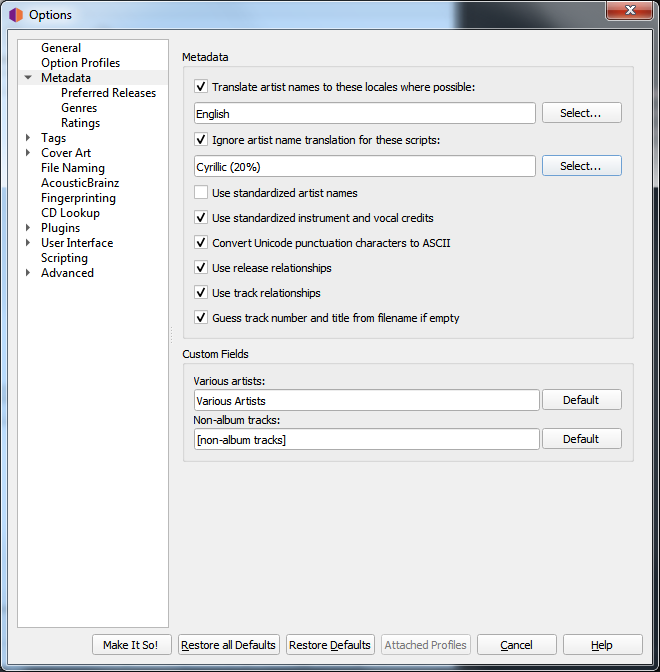 Options
General
Option Profiles
Metadata
Preferred Releases
Genres
Ratings
Tags
Cover Art
File Naming
AcousticBrainz
Fingerprinting
CD Lookup
Plugins
User Interface
Scripting
Advanced
Metadata
Translate artist names to these locales where possible:
English
Select...
Ignore artist name translation for these scripts:
Cyrillic (20%)
Select...
Use standardized artist names
Use standardized instrument and vocal credits
Convert Unicode punctuation characters to ASCII
Use release relationships
Use track relationships
Guess track number and title from filename if empty
Custom Fields
Various artists:
Various Artists
Default
Non-album tracks:
[non-album tracks]
Default
Make It So!
Restore all Defaults
Restore Defaults
Attached Profiles
Cancel
Help